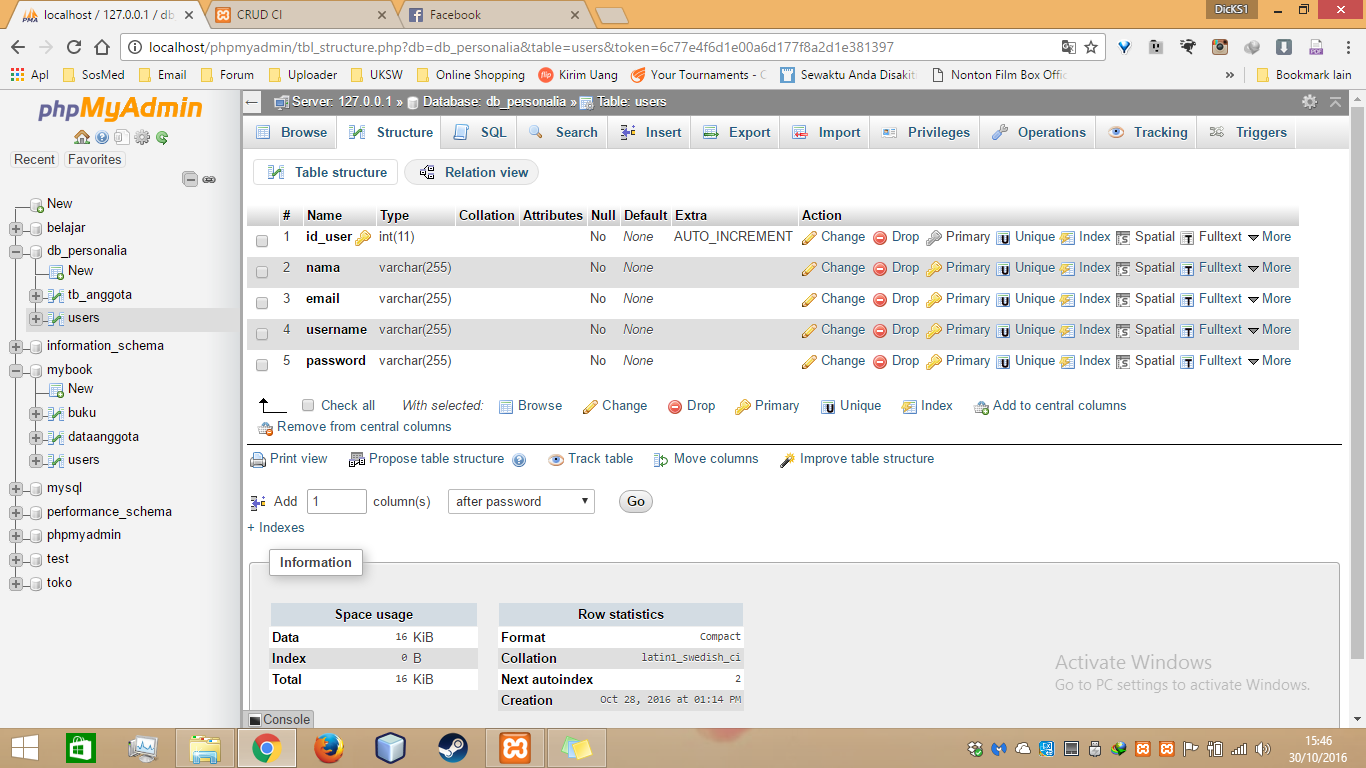 localhost / 127.0.0.1 / db
CRUD CI
Facebook
DicKS1
localhost/phpmyadmin/tbl_structure.php?db=db_personalia&table=users&token=6c77e4f6d1e00a6d177f8a2d1e381397
Apl SosMed Email Forum Uploader UKSW Online Shopping Kirim Uang Your Tournaments - C Sewaktu Anda Disakit Nonton Film Box Offic » Bookmark lain
phpMyAdmin
Recent Favorites
New
belajar
db_personalia
New
tb_anggota
users
information_schema
mybook
New
buku
dataanggota
users
mysql
performance_schema
phpmyadmin
test
toko
Server: 127.0.0.1 » Database: db_personalia » Table: users
Browse Structure SQL Search Insert Export Import Privileges Operations Tracking Triggers
Table structure Relation view
# Name Type Collation Attributes Null Default Extra Action
1 id_user int(11) No None AUTO_INCREMENT Change Drop Primary Unique Index Spatial Fulltext More
2 nama varchar(255) No None Change Drop Primary Unique Index Spatial Fulltext More
3 email varchar(255) No None Change Drop Primary Unique Index Spatial Fulltext More
4 username varchar(255) No None Change Drop Primary Unique Index Spatial Fulltext More
5 password varchar(255) No None Change Drop Primary Unique Index Spatial Fulltext More
Check all With selected: Browse Change Drop Primary Unique Index Add to central columns
Remove from central columns
Print view Propose table structure Track table Move columns Improve table structure
Add 1 column(s) after password Go
+ Indexes
Information
Space usage
Data 16 KiB
Index 0 B
Total 16 KiB
Row statistics
Format Compact
Collation latin1_swedish_ci
Next autoindex 2
Creation Oct 28, 2016 at 01:14 PM
Activate Windows
Go to PC settings to activate Windows.
Console
15:46
30/10/2016